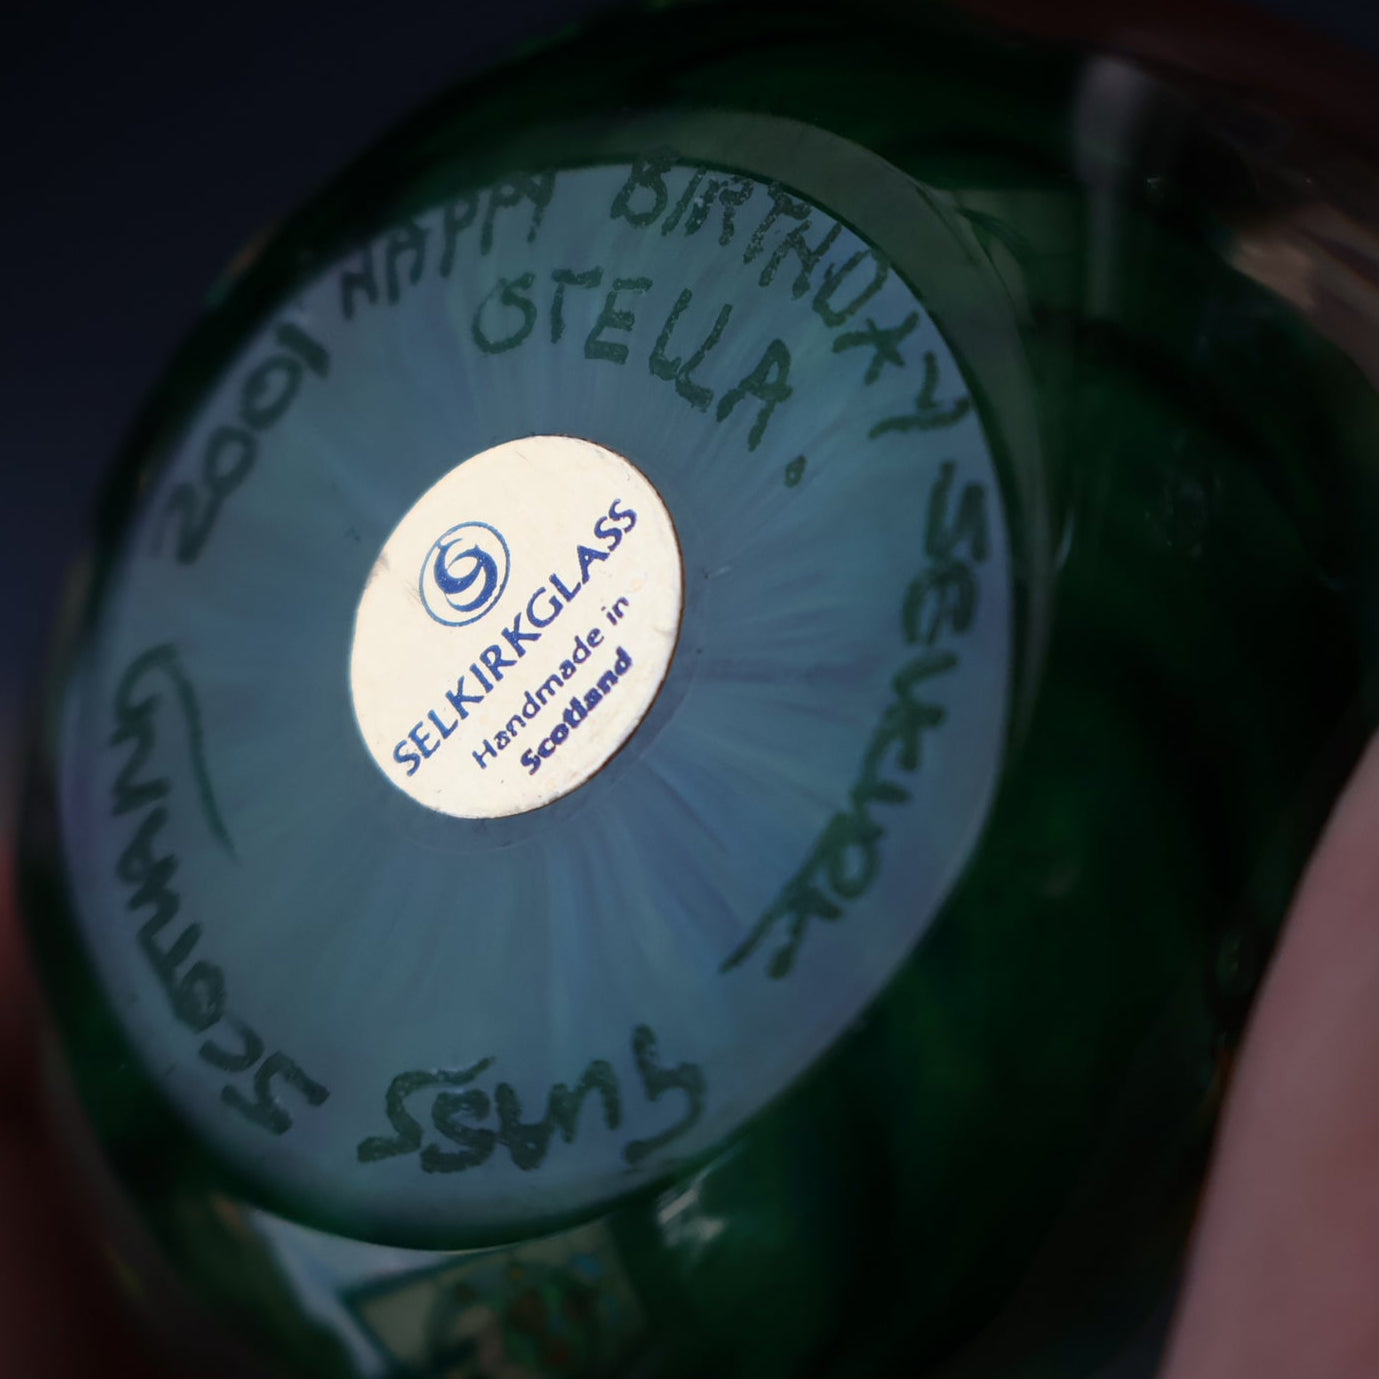 SELKIRK GLASS SCOTLAND 2001 HAPPY BIRTHDAY
STELLA.
SELKIRKGLASS
Handmade in
Scotland